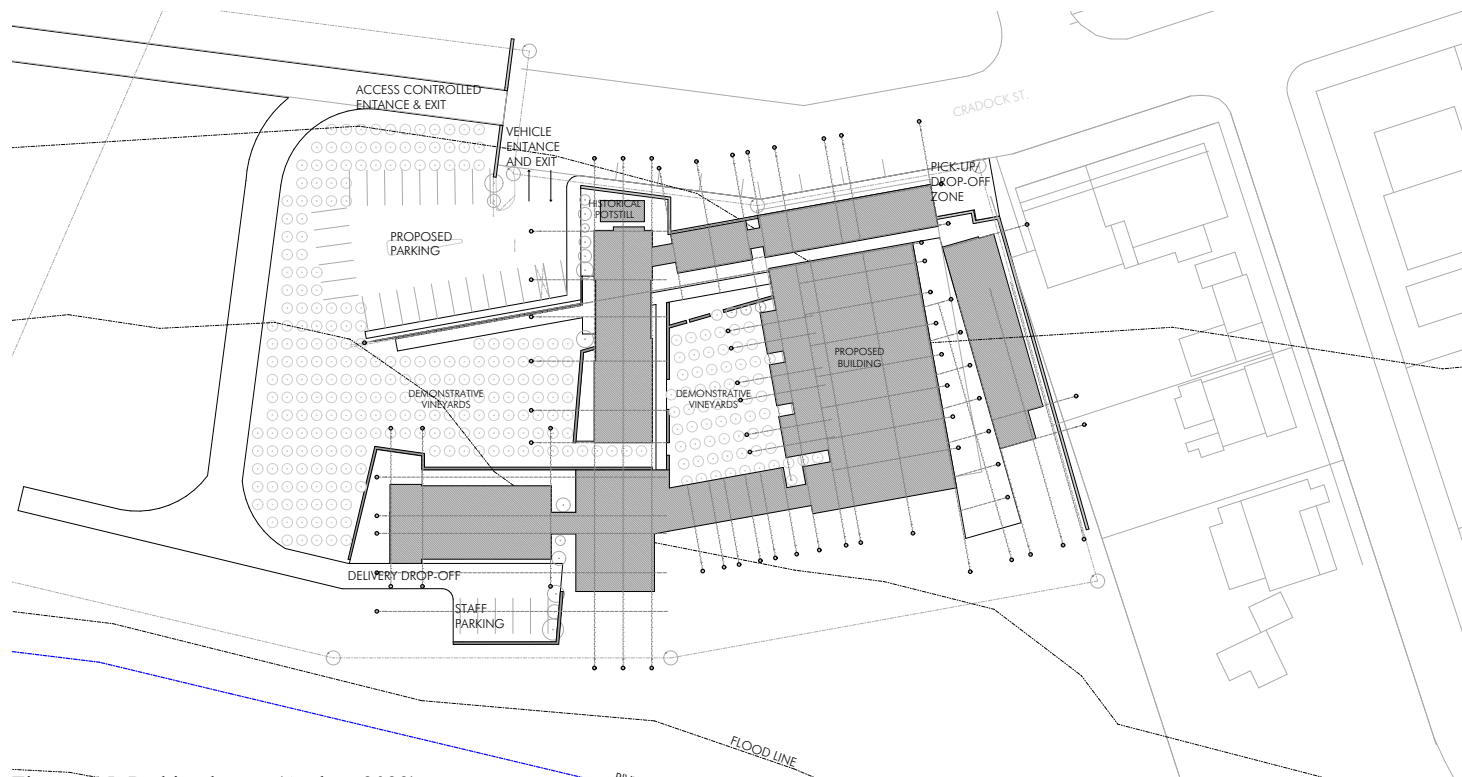 ACCESS CONTROLLED
ENTANCE & EXIT
CRADOCK ST.
VEHICLE
ENTANCE
AND EXIT
PICK-UP/
DROP-OFF
ZONE
HISTORICAL
POTSTILL
PROPOSED
PARKING
PROPOSED
BUILDING
DEMONSTRATIVE
VINEYARDS
DEMONSTRATIVE
VINEYARDS
DELIVERY DROP-OFF
STAFF
PARKING
FLOOD LINE